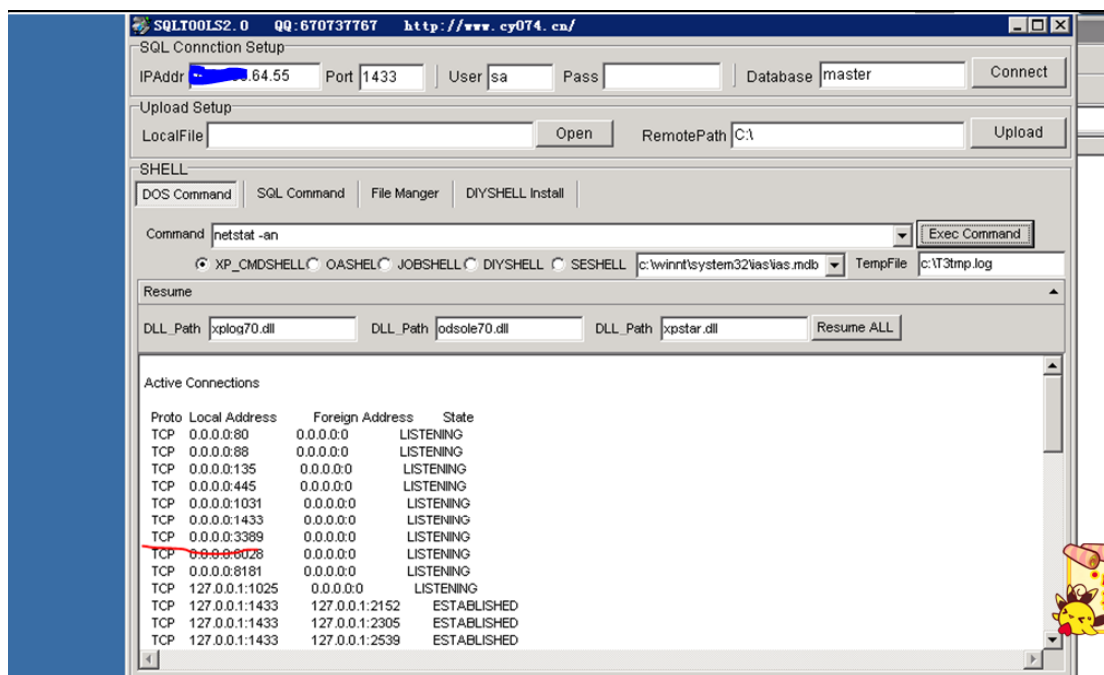 SQLTOOLS2.0 QQ:670737767 http://www.cy074.cn/
SQL Connction Setup
IPAddr .64.55 Port 1433 User sa Pass Database master Connect
Upload Setup
LocalFile Open RemotePath C:\ Upload
SHELL
DOS Command SQL Command File Manger DIYSHELL Install
Command netstat -an Exec Command
XP_CMDSHELL OASHEL JOBSHELL DIYSHELL SESHELL c:\winnt\system32\ias\ias.mdb TempFile c:\T3tmp.log
Resume
DLL_Path xplog70.dll DLL_Path odsole70.dll DLL_Path xpstar.dll Resume ALL
Active Connections
Proto Local Address Foreign Address State
TCP 0.0.0.0:80 0.0.0.0:0 LISTENING
TCP 0.0.0.0:88 0.0.0.0:0 LISTENING
TCP 0.0.0.0:135 0.0.0.0:0 LISTENING
TCP 0.0.0.0:445 0.0.0.0:0 LISTENING
TCP 0.0.0.0:1031 0.0.0.0:0 LISTENING
TCP 0.0.0.0:1433 0.0.0.0:0 LISTENING
TCP 0.0.0.0:3389 0.0.0.0:0 LISTENING
TCP 0.0.0.0:6028 0.0.0.0:0 LISTENING
TCP 0.0.0.0:8181 0.0.0.0:0 LISTENING
TCP 127.0.0.1:1025 0.0.0.0:0 LISTENING
TCP 127.0.0.1:1433 127.0.0.1:2152 ESTABLISHED
TCP 127.0.0.1:1433 127.0.0.1:2305 ESTABLISHED
TCP 127.0.0.1:1433 127.0.0.1:2539 ESTABLISHED